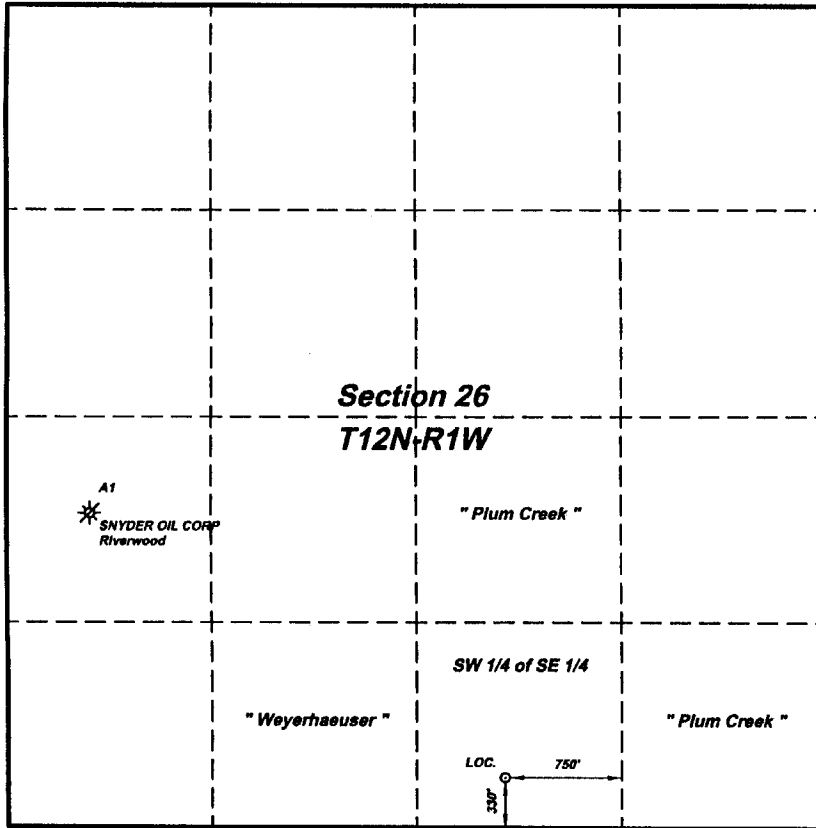 Section 26
T12N-R1W
A1
SNYDER OIL CORP
Riverwood
" Plum Creek "
SW 1/4 of SE 1/4
" Weyerhaeuser "
" Plum Creek "
LOC.
750'
330'